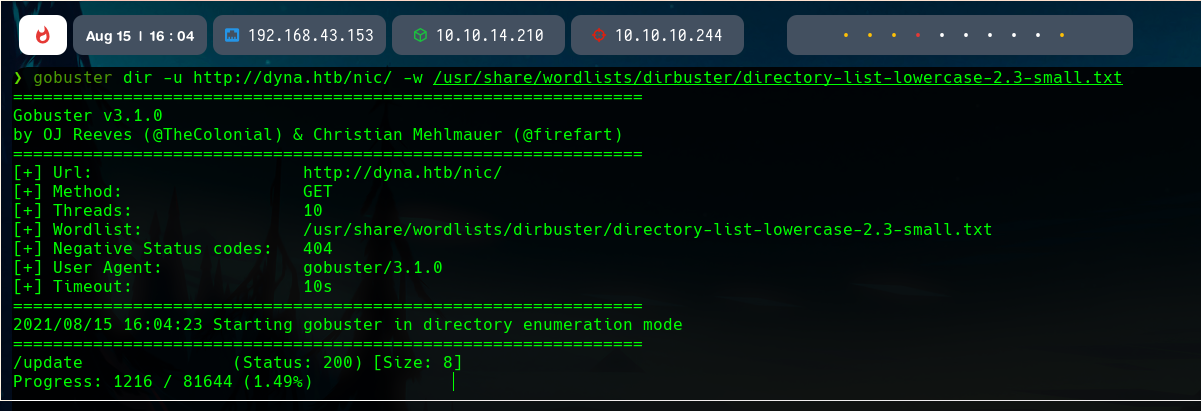 Aug 15 | 16 : 04 192.168.43.153 10.10.14.210 10.10.10.244
❯ gobuster dir -u http://dyna.htb/nic/ -w /usr/share/wordlists/dirbuster/directory-list-lowercase-2.3-small.txt
===============================================================
Gobuster v3.1.0
by OJ Reeves (@TheColonial) & Christian Mehlmauer (@firefart)
===============================================================
[+] Url:                     http://dyna.htb/nic/
[+] Method:                  GET
[+] Threads:                 10
[+] Wordlist:                /usr/share/wordlists/dirbuster/directory-list-lowercase-2.3-small.txt
[+] Negative Status codes:   404
[+] User Agent:              gobuster/3.1.0
[+] Timeout:                 10s
===============================================================
2021/08/15 16:04:23 Starting gobuster in directory enumeration mode
===============================================================
/update               (Status: 200) [Size: 8]
Progress: 1216 / 81644 (1.49%)